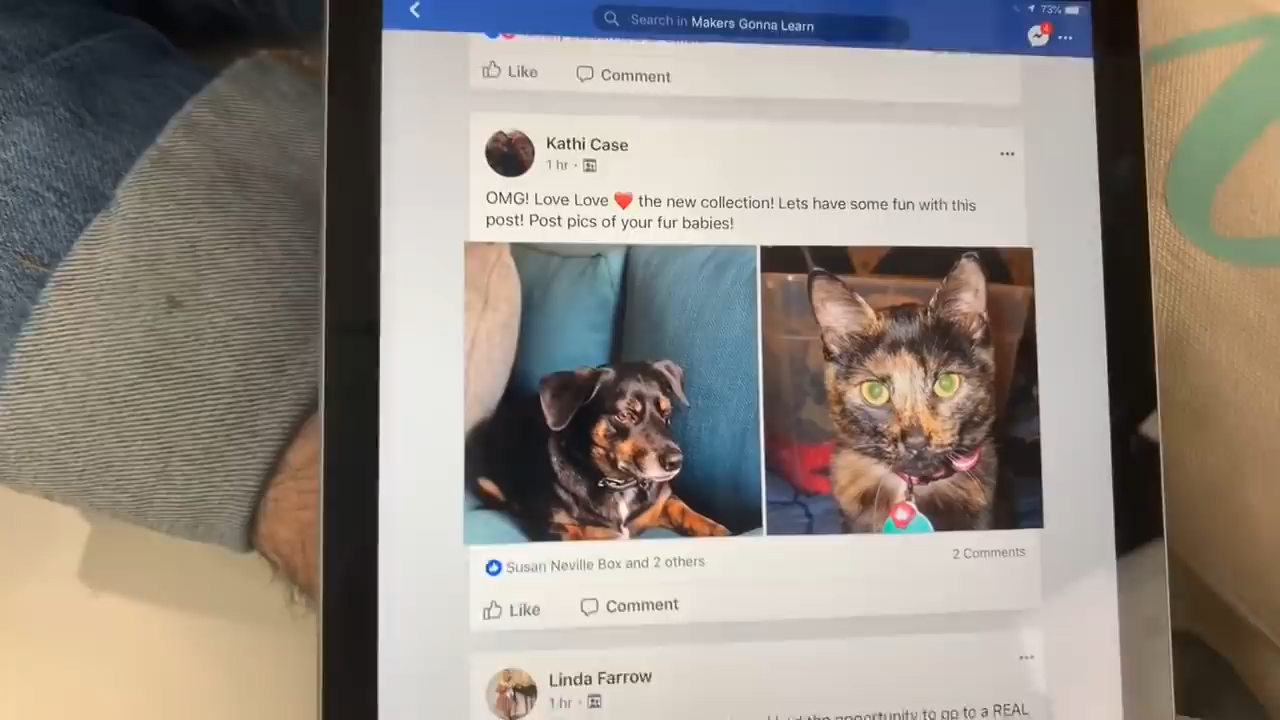 Search in Makers Gonna Learn
73%
4
Like
Comment
Kathi Case
1 hr ·
OMG! Love Love ❤️ the new collection! Lets have some fun with this
post! Post pics of your fur babies!
Susan Neville Box and 2 others
2 Comments
Like
Comment
Linda Farrow
1 hr ·
the opportunity to go to a REAL